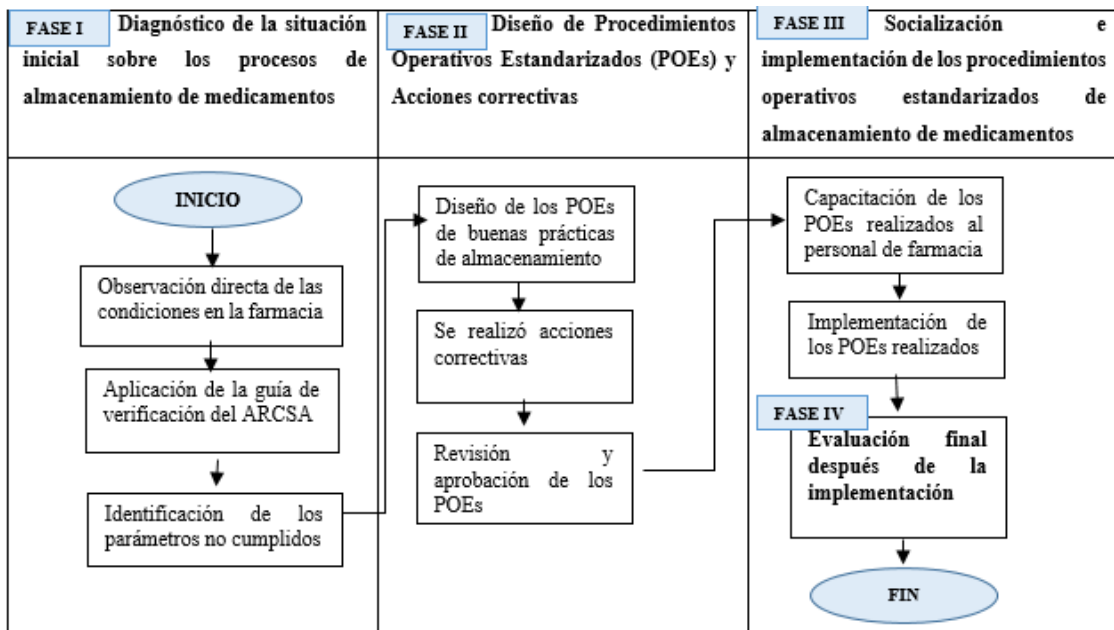 FASE I Diagnóstico de la situación
inicial sobre los procesos de
almacenamiento de medicamentos
FASE II Diseño de Procedimientos
Operativos Estandarizados (POEs) y
Acciones correctivas
FASE III Socialización e
implementación de los procedimientos
operativos estandarizados de
almacenamiento de medicamentos
INICIO
Observación directa de las
condiciones en la farmacia
Aplicación de la guía de
verificación del ARCSA
Identificación de los
parámetros no cumplidos
Diseño de los POEs
de buenas prácticas
de almacenamiento
Se realizó acciones
correctivas
Revisión y
aprobación de los
POEs
Capacitación de los
POEs realizados al
personal de farmacia
Implementación de
los POEs realizados
FASE IV
Evaluación final
después de la
implementación
FIN